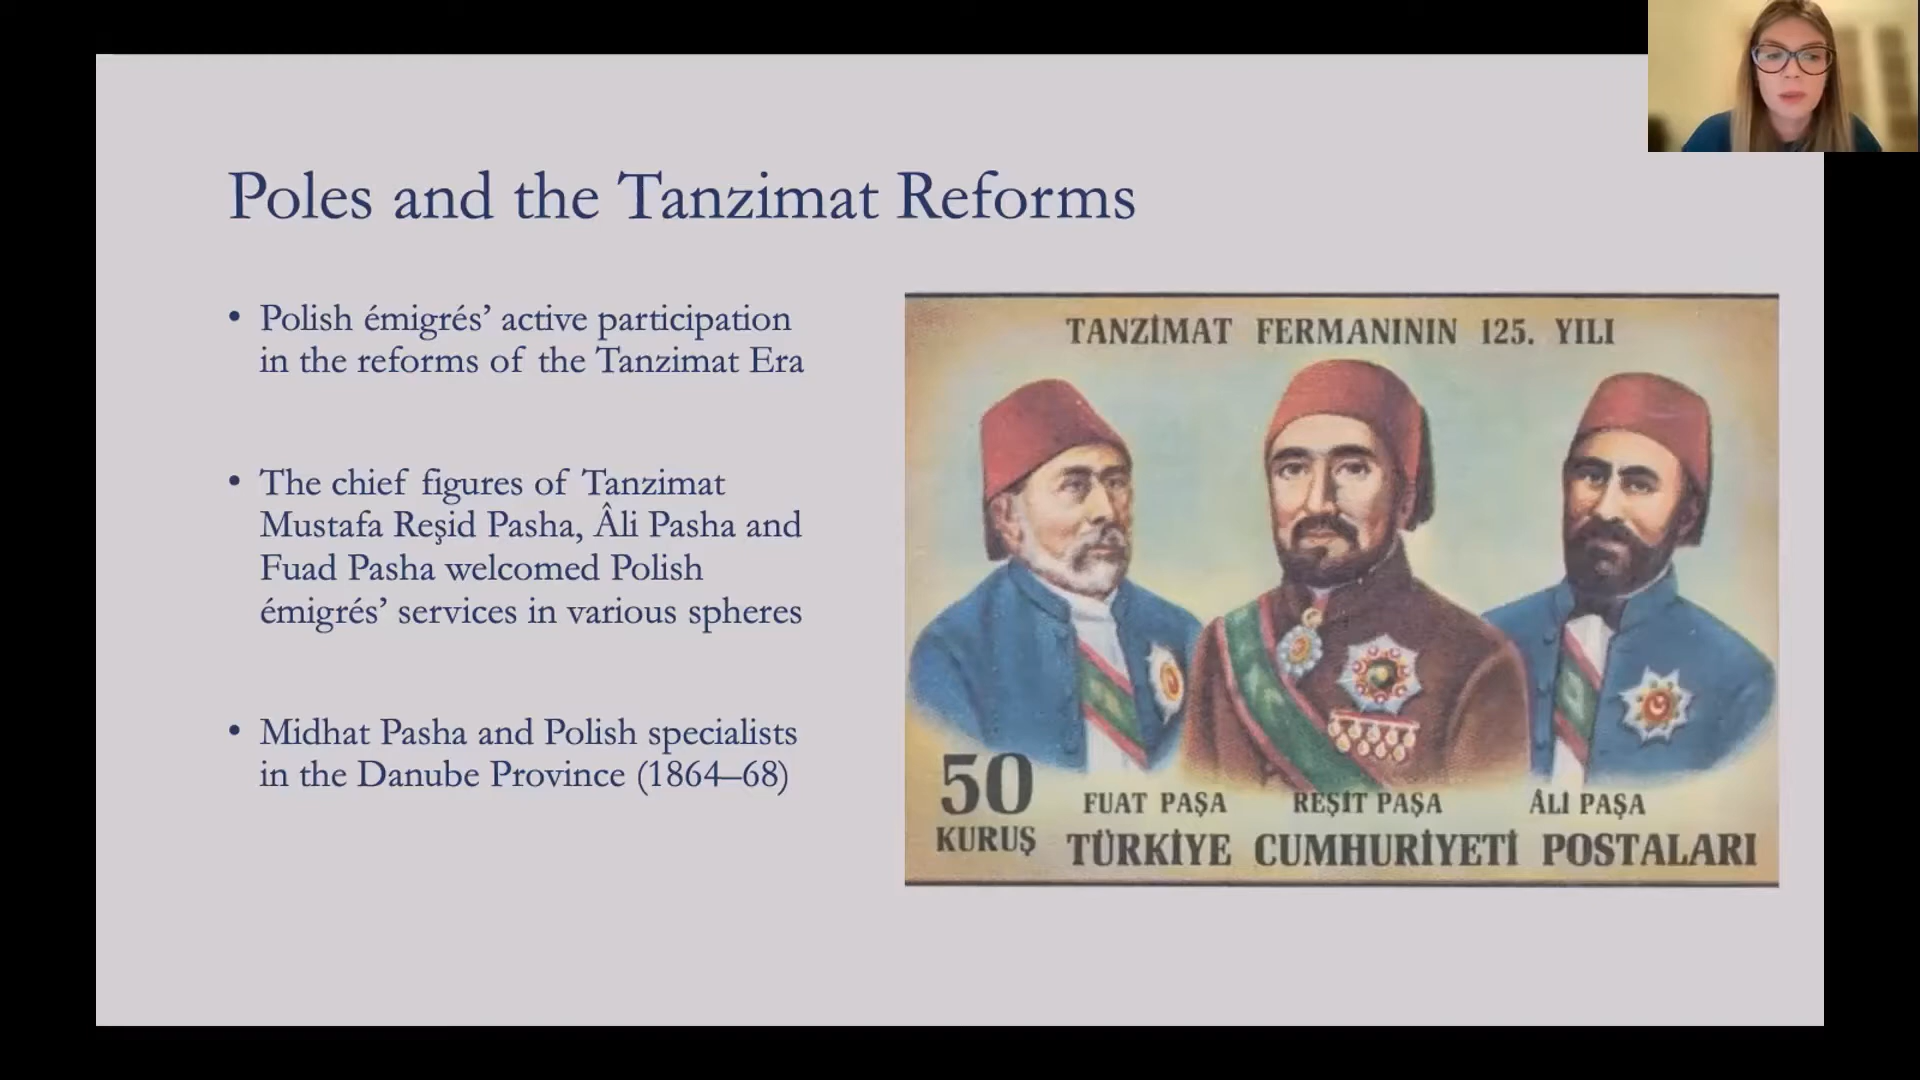 Poles and the Tanzimat Reforms
• Polish émigrés’ active participation
in the reforms of the Tanzimat Era
• The chief figures of Tanzimat
Mustafa Reşid Pasha, Âli Pasha and
Fuad Pasha welcomed Polish
émigrés’ services in various spheres
• Midhat Pasha and Polish specialists
in the Danube Province (1864–68)
TANZİMAT FERMANININ 125. YILI
50
KURUŞ
FUAT PAŞA REŞİT PAŞA ÂLİ PAŞA
TÜRKİYE CUMHURİYETİ POSTALARI